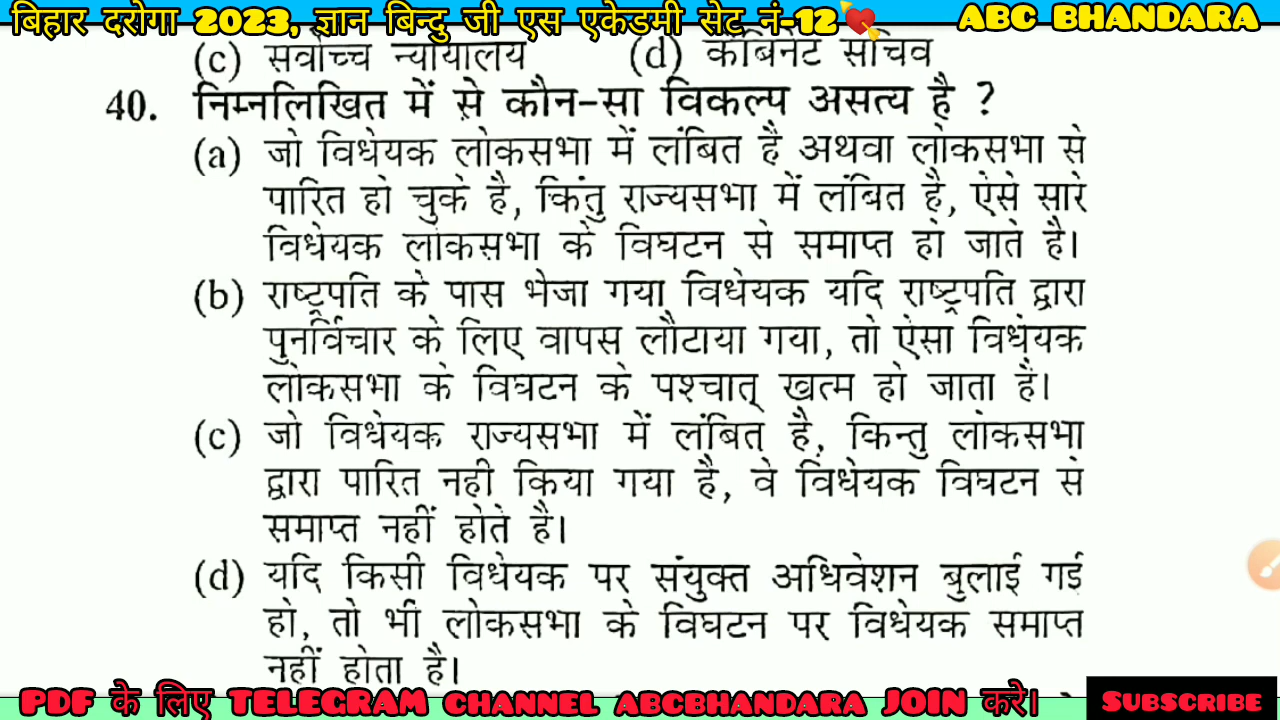 बिहार दरोगा 2023, ज्ञान बिन्दु जी एस एकेडमी सेट नं-12💘
ABC BHANDARA
(c) सर्वोच्च न्यायालय (d) कैबिनेट सचिव
40. निम्नलिखित में से कौन-सा विकल्प असत्य है ?
(a) जो विधेयक लोकसभा में लंबित है अथवा लोकसभा से
पारित हो चुके है, किंतु राज्यसभा में लंबित है, ऐसे सारे
विधेयक लोकसभा के विघटन से समाप्त हो जाते है।
(b) राष्ट्रपति के पास भेजा गया विधेयक यदि राष्ट्रपति द्वारा
पुनर्विचार के लिए वापस लौटाया गया, तो ऐसा विधेयक
लोकसभा के विघटन के पश्चात् खत्म हो जाता है।
(c) जो विधेयक राज्यसभा में लंबित है, किन्तु लोकसभा
द्वारा पारित नही किया गया है, वे विधेयक विघटन से
समाप्त नहीं होते है।
(d) यदि किसी विधेयक पर संयुक्त अधिवेशन बुलाई गई
हो, तो भी लोकसभा के विघटन पर विधेयक समाप्त
नहीं होता है।
PDF के लिए TELEGRAM CHANNEL ABCBHANDARA JOIN करे।
SUBSCRIBE